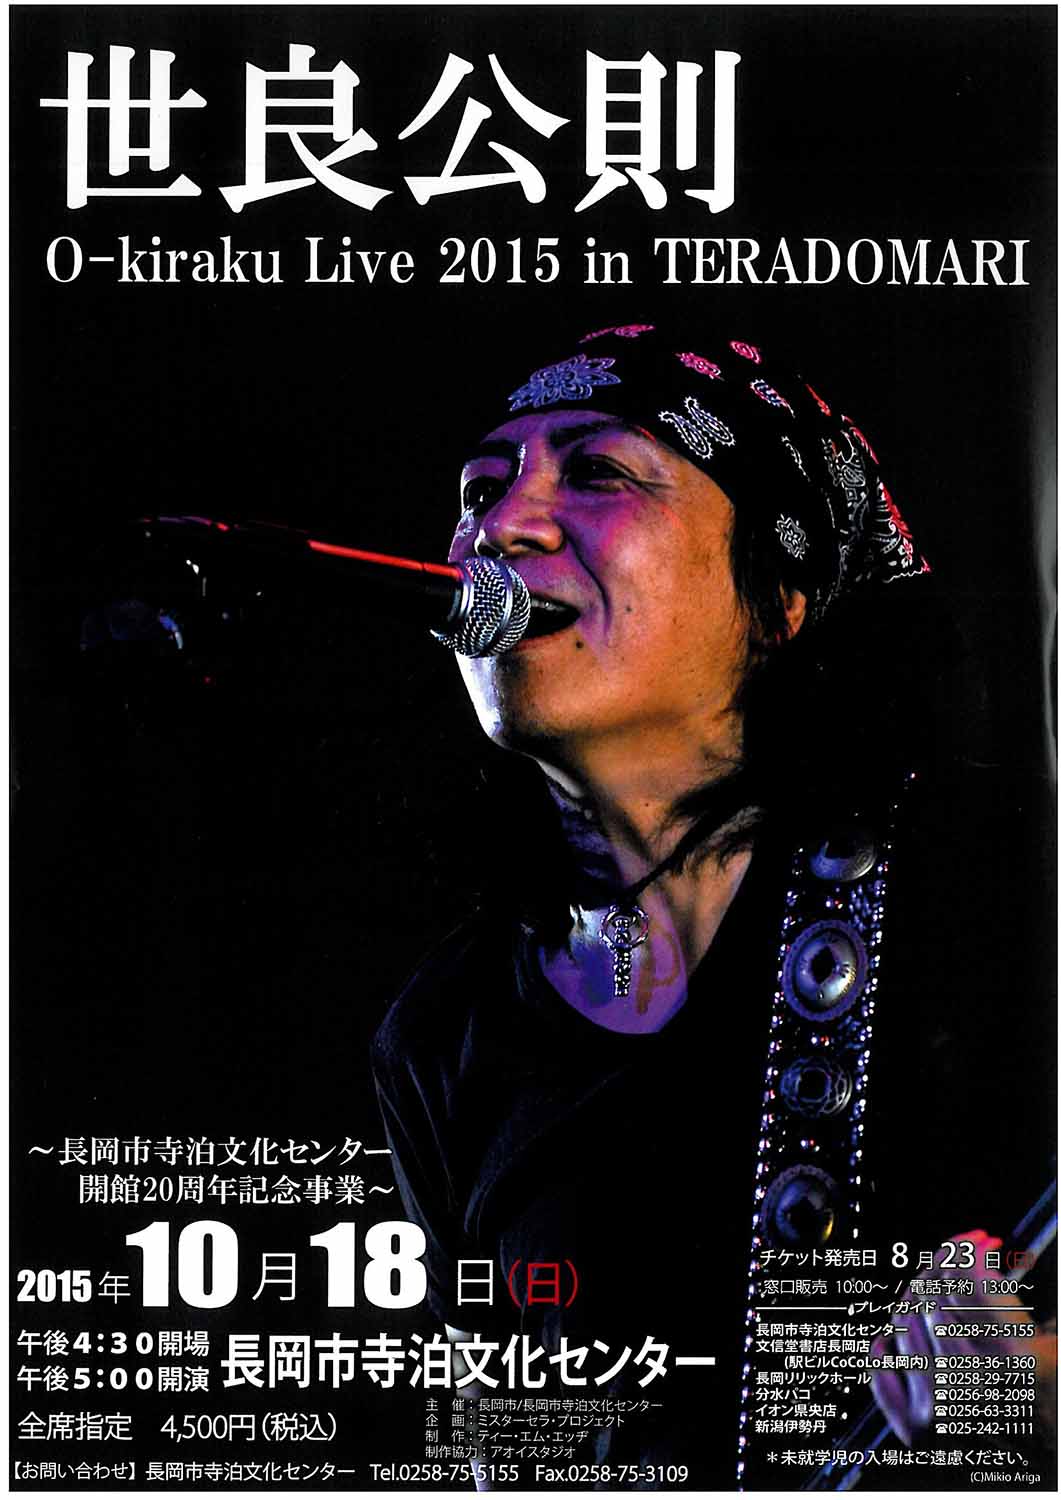 世良公則
O-kiraku Live 2015 in TERADOMARI
～長岡市寺泊文化センター
開館20周年記念事業～
2015年10月18日(日)
午後4:30開場
午後5:00開演
長岡市寺泊文化センター
全席指定 4,500円(税込)
主 催：長岡市/長岡市寺泊文化センター
企 画：ミスターセラ・プロジェクト
制 作：ティー・エム・エッヂ
制作協力：アオイスタジオ
【お問い合わせ】長岡市寺泊文化センター Tel.0258-75-5155 Fax.0258-75-3109
チケット発売日 8月23日(日)
窓口販売 10:00～ / 電話予約 13:00～
プレイガイド
長岡市寺泊文化センター ☎0258-75-5155
文信堂書店長岡店
(駅ビルCoCoLo長岡内) ☎0258-36-1360
長岡リリックホール ☎0258-29-7715
分水パコ ☎0256-98-2098
イオン県央店 ☎0256-63-3311
新潟伊勢丹 ☎025-242-1111
＊未就学児の入場はご遠慮ください。
(C)Mikio Ariga